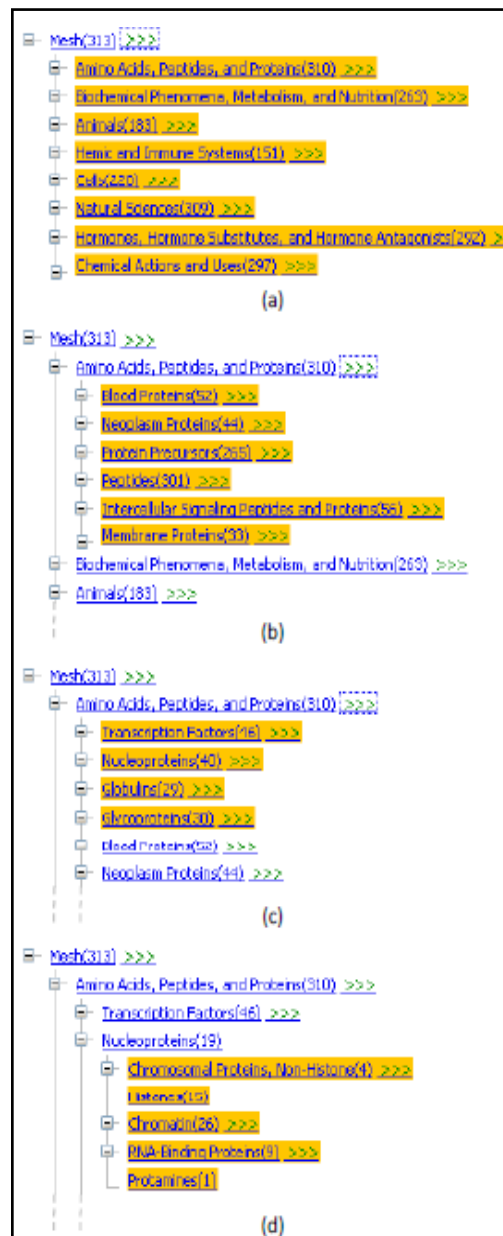 Mesh(313) >>>
Amino Acids, Peptides, and Proteins(310) >>>
Biochemical Phenomena, Metabolism, and Nutrition(263) >>>
Animals(183) >>>
Hemic and Immune Systems(151) >>>
Cells(220) >>>
Natural Sciences(309) >>>
Hormones, Hormone Substitutes, and Hormone Antagonists(292) >
Chemical Actions and Uses(297) >>>
(a)
Mesh(313) >>>
Amino Acids, Peptides, and Proteins(310) >>>
Blood Proteins(52) >>>
Neoplasm Proteins(44) >>>
Protein Precursors(265) >>>
Peptides(301) >>>
Intercellular Signaling Peptides and Proteins(56) >>>
Membrane Proteins(33) >>>
Biochemical Phenomena, Metabolism, and Nutrition(263) >>>
Animals(183) >>>
(b)
Mesh(313) >>>
Amino Acids, Peptides, and Proteins(310) >>>
Transcription Factors(46) >>>
Nucleoproteins(40) >>>
Globulins(29) >>>
Glycoproteins(30) >>>
Blood Proteins(52) >>>
Neoplasm Proteins(44) >>>
(c)
Mesh(313) >>>
Amino Acids, Peptides, and Proteins(310) >>>
Transcription Factors(46) >>>
Nucleoproteins(19)
Chromosomal Proteins, Non-Histone(4) >>>
Histones(15)
Chromatin(26) >>>
RNA-Binding Proteins(9) >>>
Protamines(1)
(d)